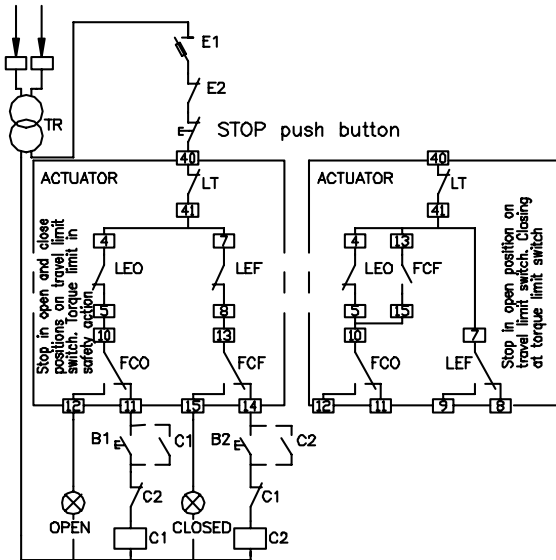 E1
E2
TR
STOP push button
40
40
ACTUATOR
LT
ACTUATOR
LT
41
41
Stop in open and close
positions on travel limit
switch. Torque limit in
safety action
4
7
LEO
LEF
5
8
10
13
FCO
FCF
12
11
15
14
4
13
LEO
FCF
5
15
10
7
FCO
LEF
12
11
9
8
Stop in open position on
travel limit switch. Closing
at torque limit switch
B1
C1
B2
C2
C2
C1
OPEN
C1
CLOSED
C2